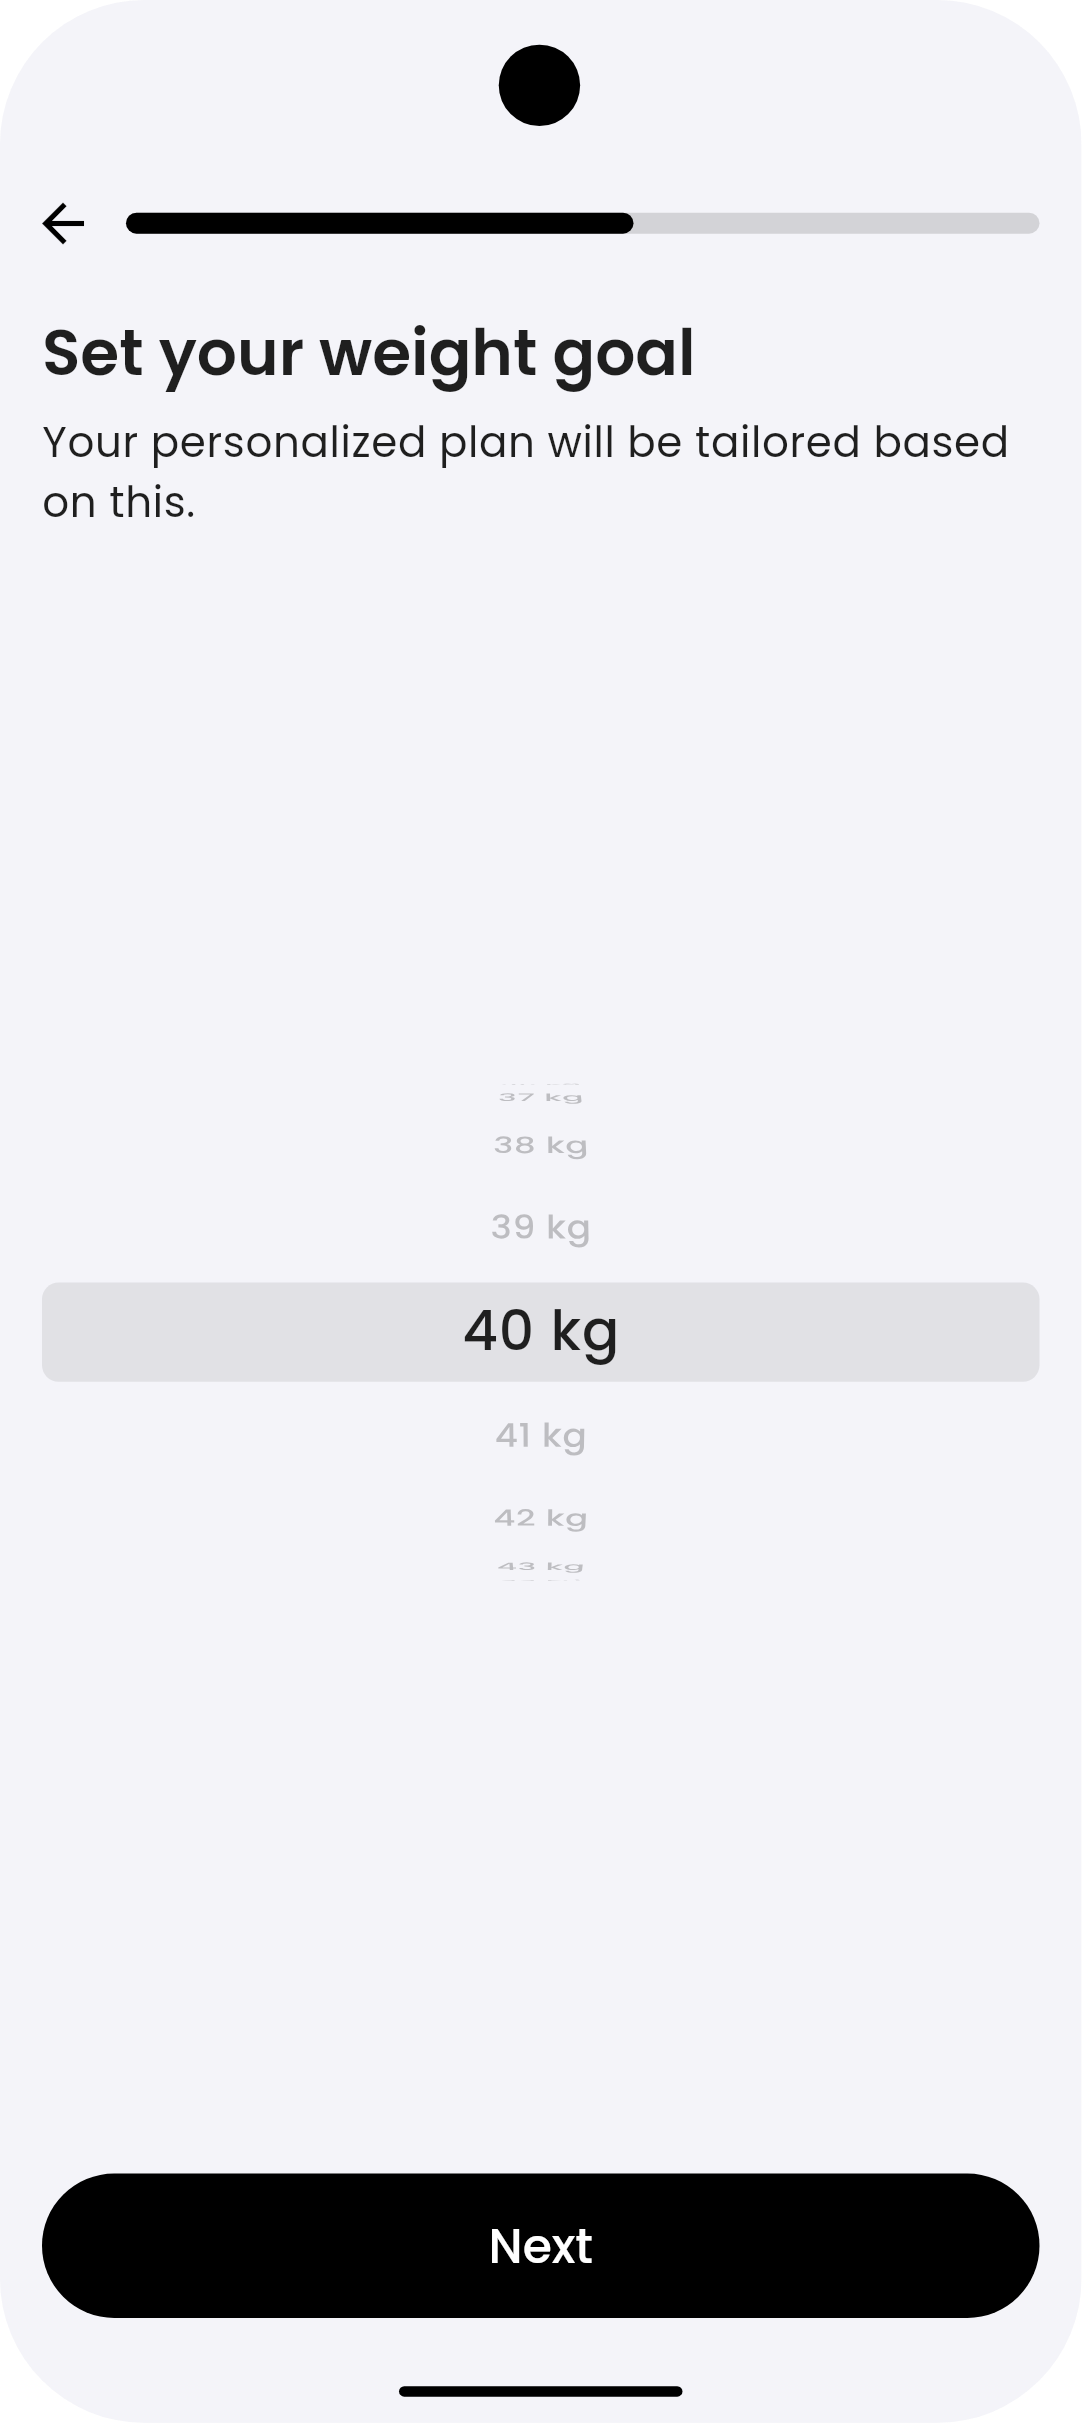 Set your weight goal
Your personalized plan will be tailored based
on this.
37 kg
38 kg
39 kg
40 kg
41 kg
42 kg
43 kg
Next